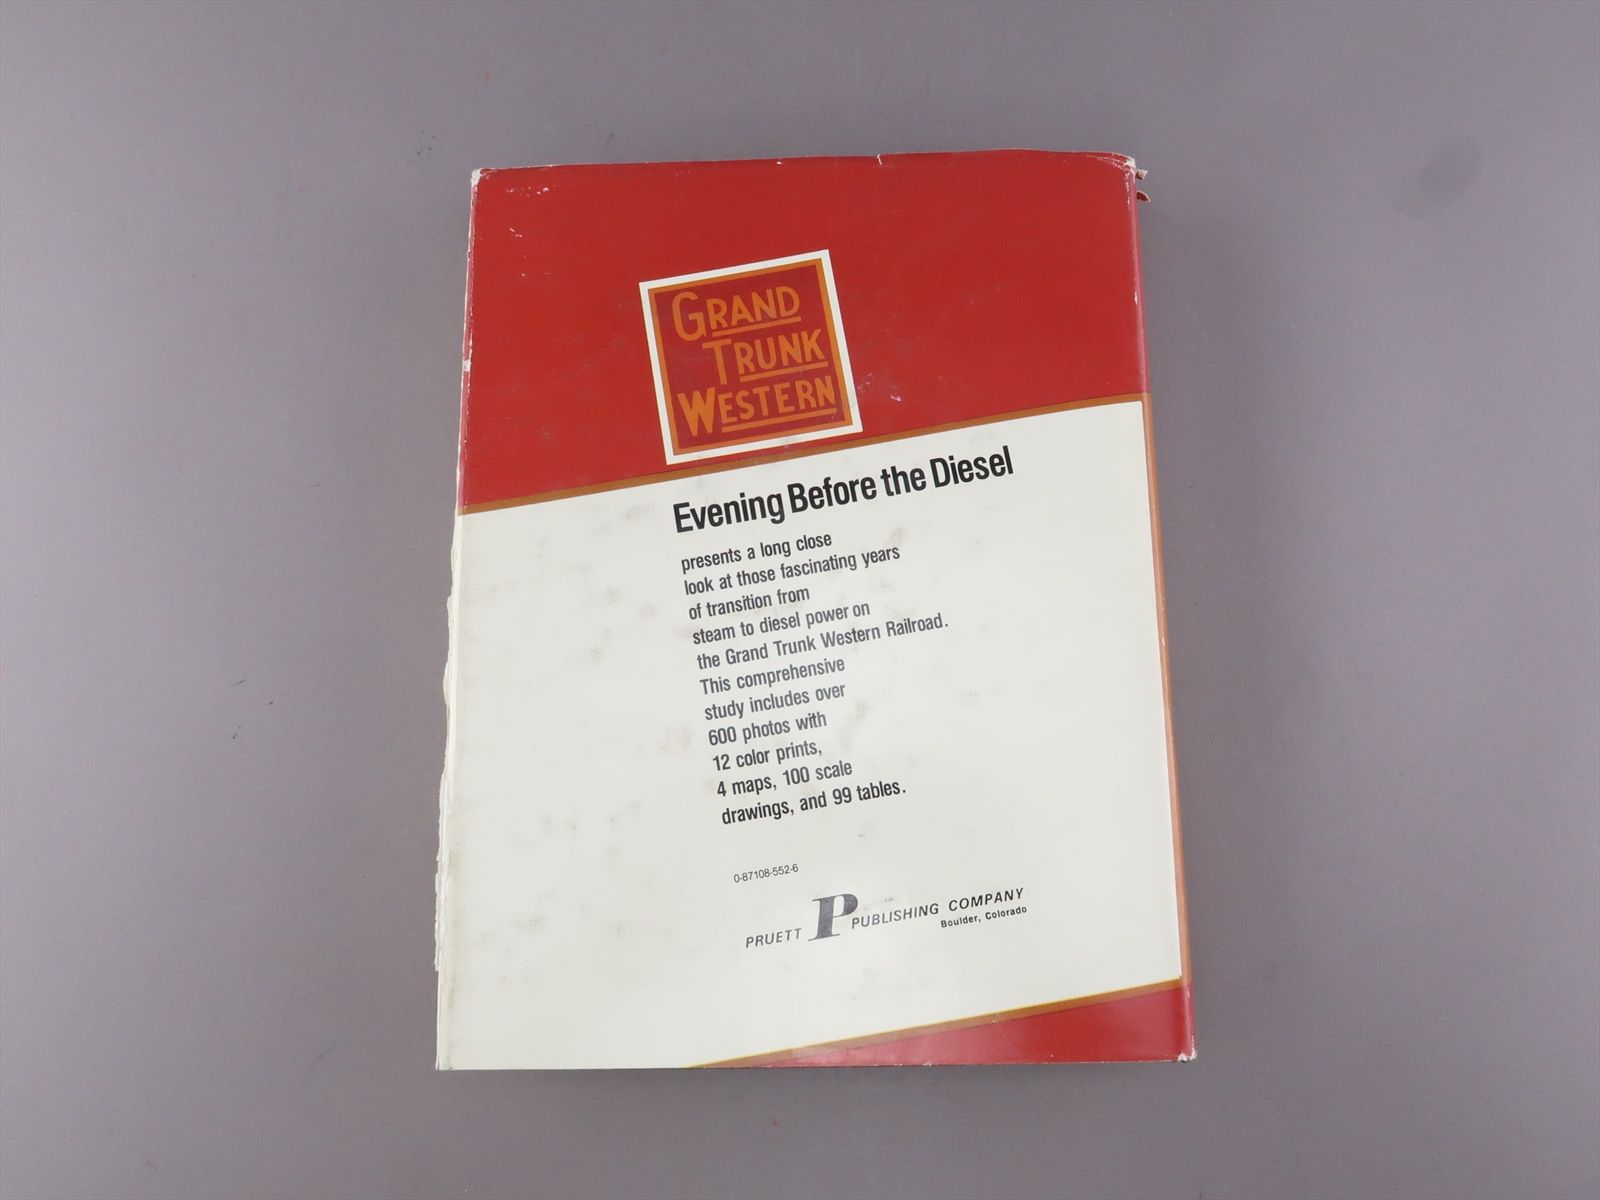 GRAND
TRUNK
WESTERN
Evening Before the Diesel
presents a long close
look at those fascinating years
of transition from
steam to diesel power on
the Grand Trunk Western Railroad.
This comprehensive
study includes over
600 photos with
12 color prints,
4 maps, 100 scale
drawings, and 99 tables.
0-87108-552-6
PRUETT P PUBLISHING COMPANY
Boulder, Colorado